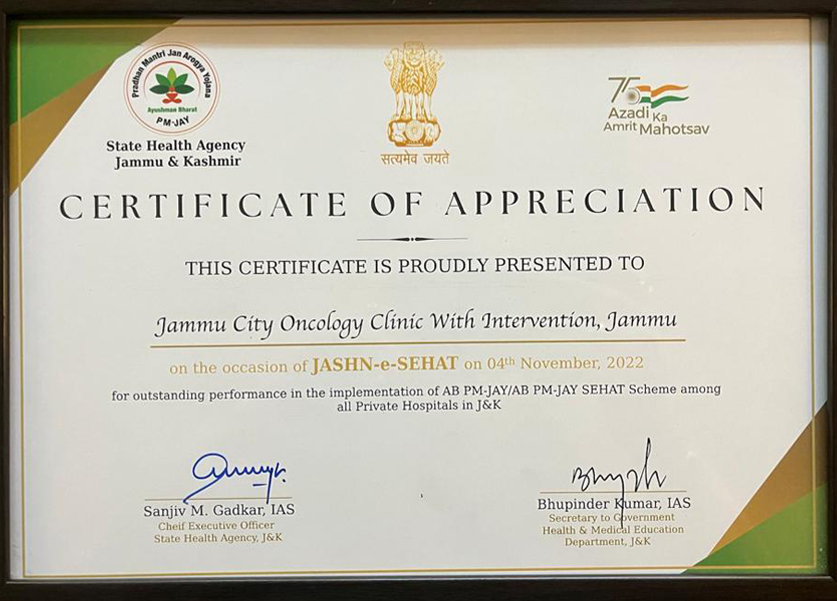 Pradhan Mantri Jan Arogya Yojana
Ayushman Bharat
PM-JAY
State Health Agency
Jammu & Kashmir
सत्यमेव जयते
75
Azadi Ka
Amrit Mahotsav
CERTIFICATE OF APPRECIATION
THIS CERTIFICATE IS PROUDLY PRESENTED TO
Jammu City Oncology Clinic With Intervention, Jammu
on the occasion of JASHN-e-SEHAT on 04th November, 2022
for outstanding performance in the implementation of AB PM-JAY/AB PM-JAY SEHAT Scheme among
all Private Hospitals in J&K
Sanjiv M. Gadkar, IAS
Cheif Executive Officer
State Health Agency, J&K
Bhupinder Kumar, IAS
Secretary to Government
Health & Medical Education
Department, J&K